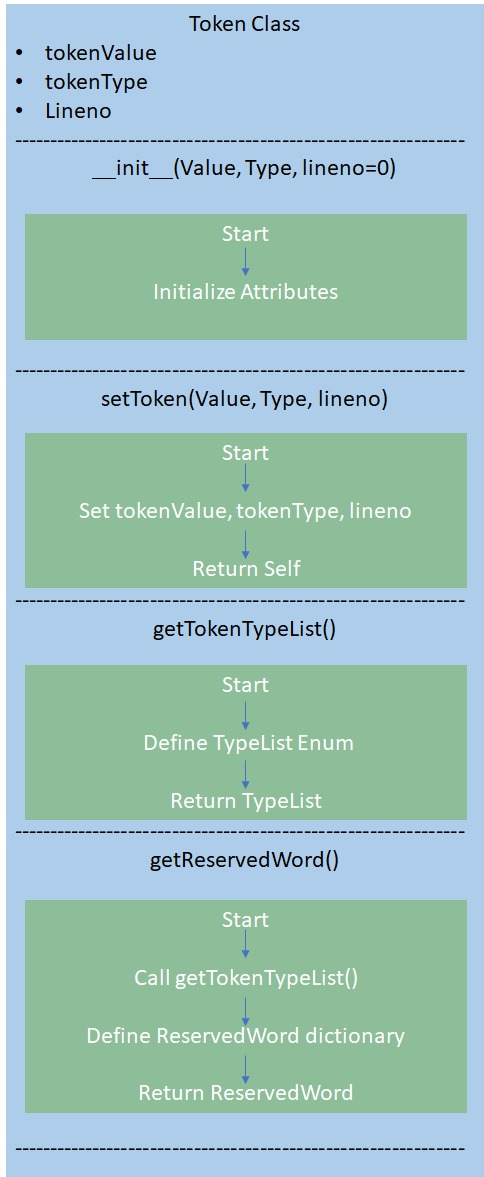 Token Class
• tokenValue
• tokenType
• Lineno
__init__(Value, Type, lineno=0)
Start
Initialize Attributes
setToken(Value, Type, lineno)
Start
Set tokenValue, tokenType, lineno
Return Self
getTokenTypeList()
Start
Define TypeList Enum
Return TypeList
getReservedWord()
Start
Call getTokenTypeList()
Define ReservedWord dictionary
Return ReservedWord